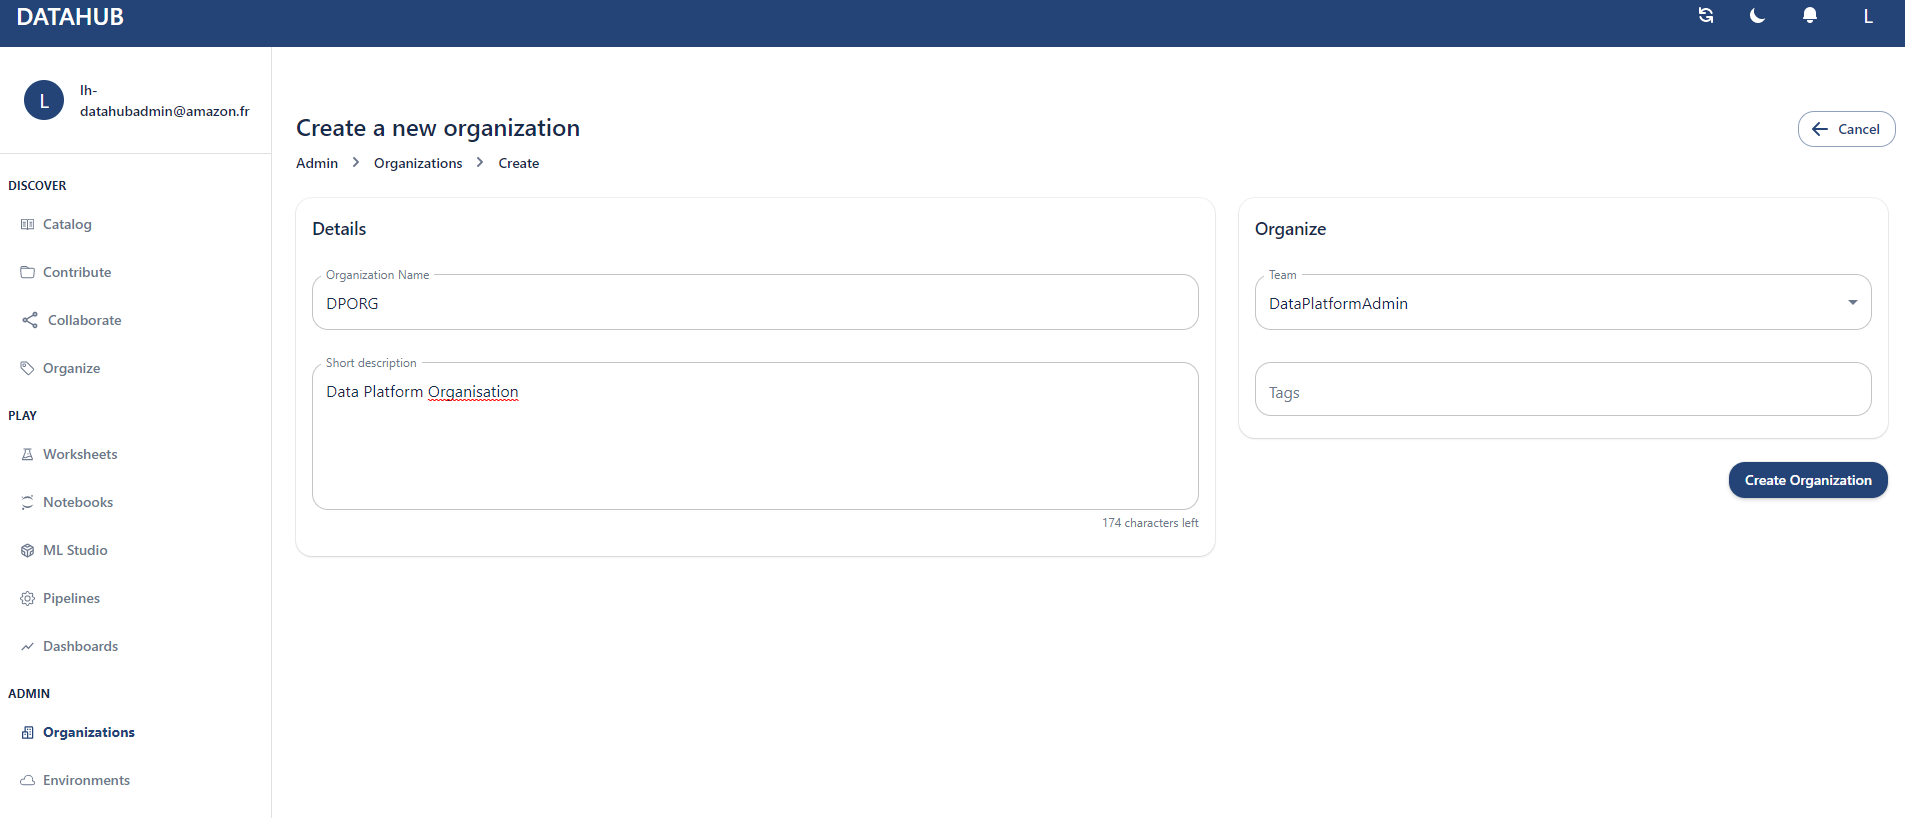 DATAHUB
L
L
lh-
datahubadmin@amazon.fr
DISCOVER
Catalog
Contribute
Collaborate
Organize
PLAY
Worksheets
Notebooks
ML Studio
Pipelines
Dashboards
ADMIN
Organizations
Environments
Create a new organization
Admin > Organizations > Create
Cancel
Details
Organization Name
DPORG
Short description
Data Platform Organisation
174 characters left
Organize
Team
DataPlatformAdmin
Tags
Create Organization